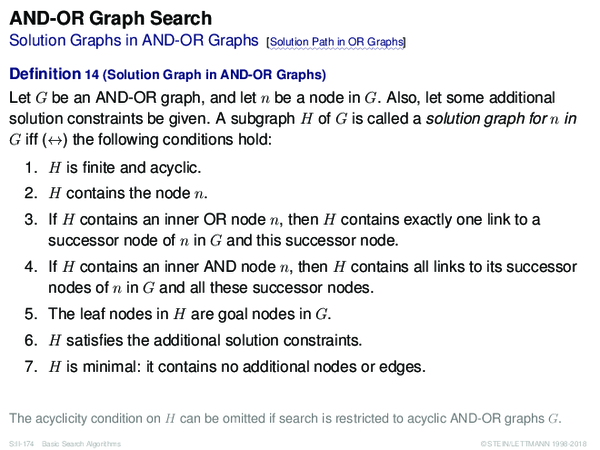 AND-OR Graph Search
Solution Graphs in AND-OR Graphs [Solution Path in OR Graphs]
Definition 14 (Solution Graph in AND-OR Graphs)
Let G be an AND-OR graph, and let n be a node in G. Also, let some additional
solution constraints be given. A subgraph H of G is called a solution graph for n in
G iff (↔) the following conditions hold:
1. H is finite and acyclic.
2. H contains the node n.
3. If H contains an inner OR node n, then H contains exactly one link to a
successor node of n in G and this successor node.
4. If H contains an inner AND node n, then H contains all links to its successor
nodes of n in G and all these successor nodes.
5. The leaf nodes in H are goal nodes in G.
6. H satisfies the additional solution constraints.
7. H is minimal: it contains no additional nodes or edges.
The acyclicity condition on H can be omitted if search is restricted to acyclic AND-OR graphs G.
S:II-174 Basic Search Algorithms © STEIN/LETTMANN 1998-2018